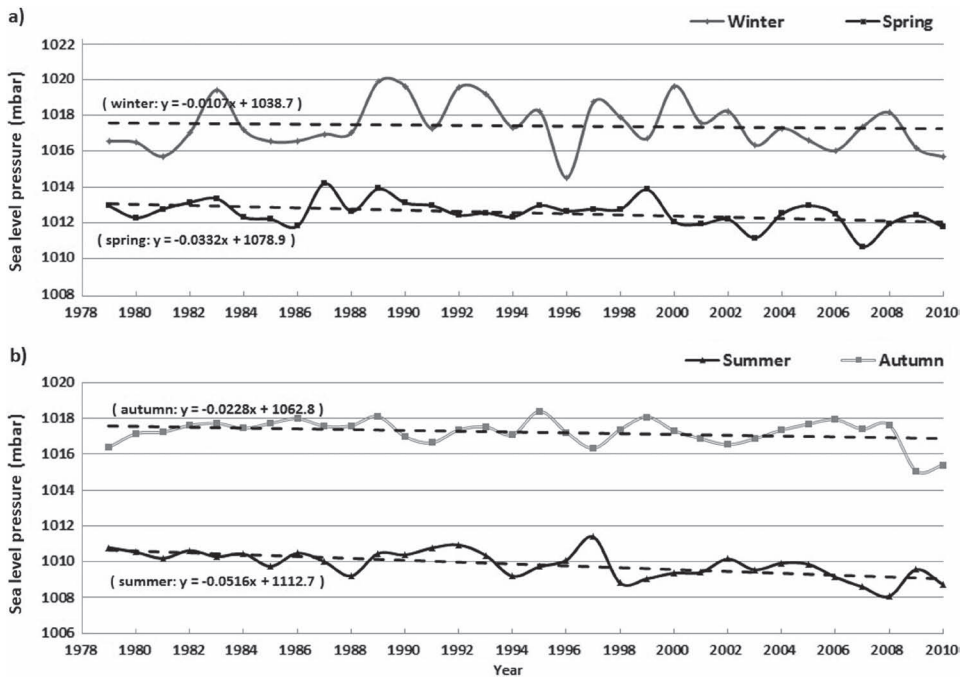 a)
Winter Spring
Sea level pressure (mbar)
1022
1020
1018
1016
1014
1012
1010
1008
( winter: y = -0.0107x + 1038.7 )
( spring: y = -0.0332x + 1078.9 )
1978 1980 1982 1984 1986 1988 1990 1992 1994 1996 1998 2000 2002 2004 2006 2008 2010
b)
Summer Autumn
Sea level pressure (mbar)
1020
1018
1016
1014
1012
1010
1008
1006
( autumn: y = -0.0228x + 1062.8 )
( summer: y = -0.0516x + 1112.7 )
1978 1980 1982 1984 1986 1988 1990 1992 1994 1996 1998 2000 2002 2004 2006 2008 2010
Year